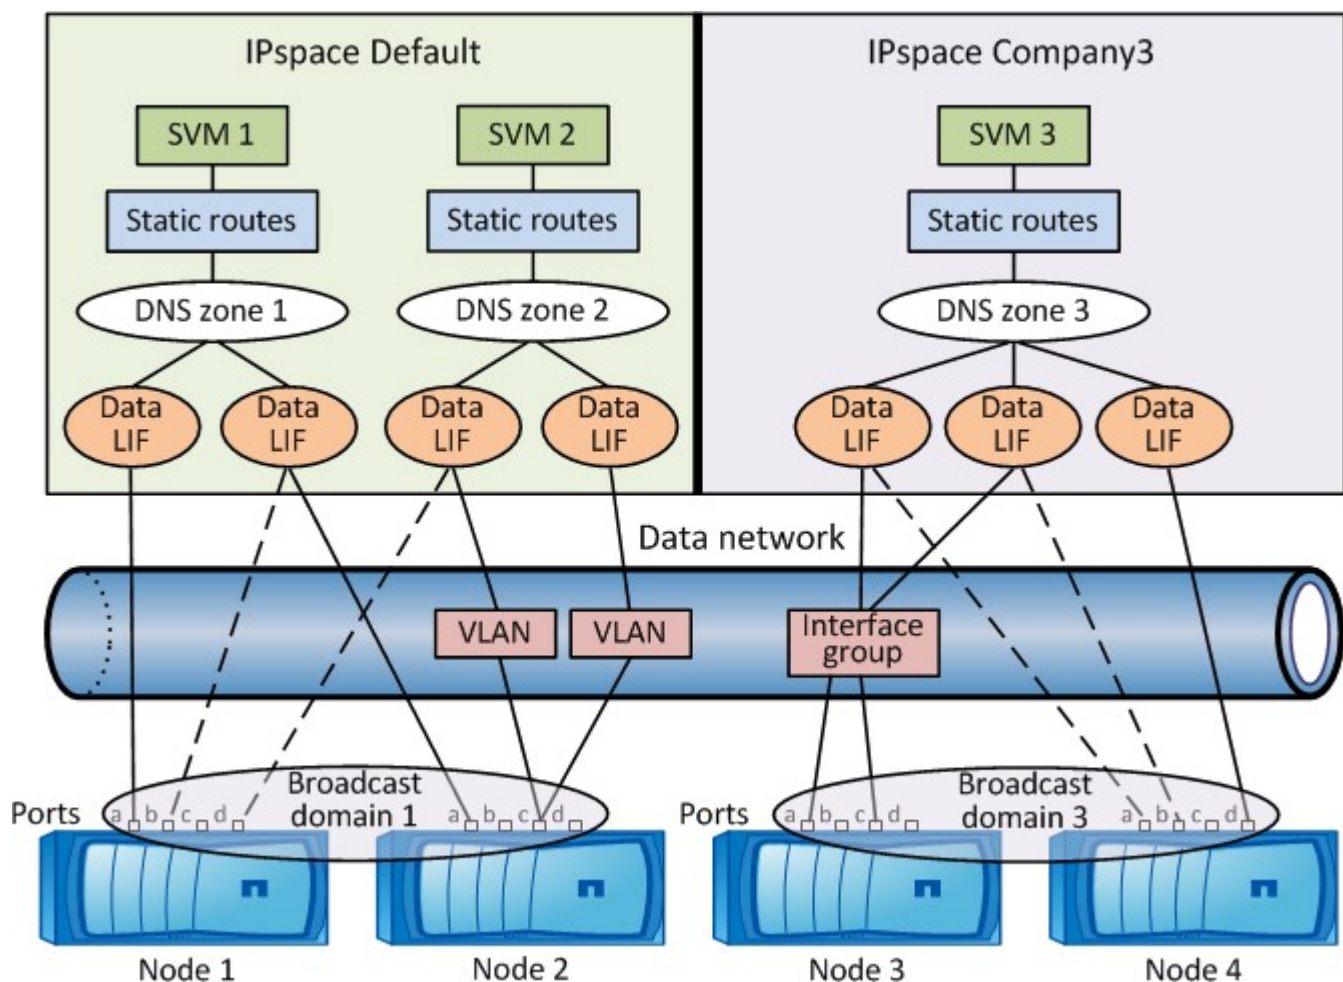 IPspace Default
IPspace Company3
SVM 1
SVM 2
SVM 3
Static routes
Static routes
Static routes
DNS zone 1
DNS zone 2
DNS zone 3
Data
LIF
Data
LIF
Data
LIF
Data
LIF
Data
LIF
Data
LIF
Data
LIF
Data network
VLAN
VLAN
Interface
group
Broadcast
domain 1
Broadcast
domain 3
Ports
a b c d
a b c d
Ports
a b c d
a b c d
Node 1
Node 2
Node 3
Node 4